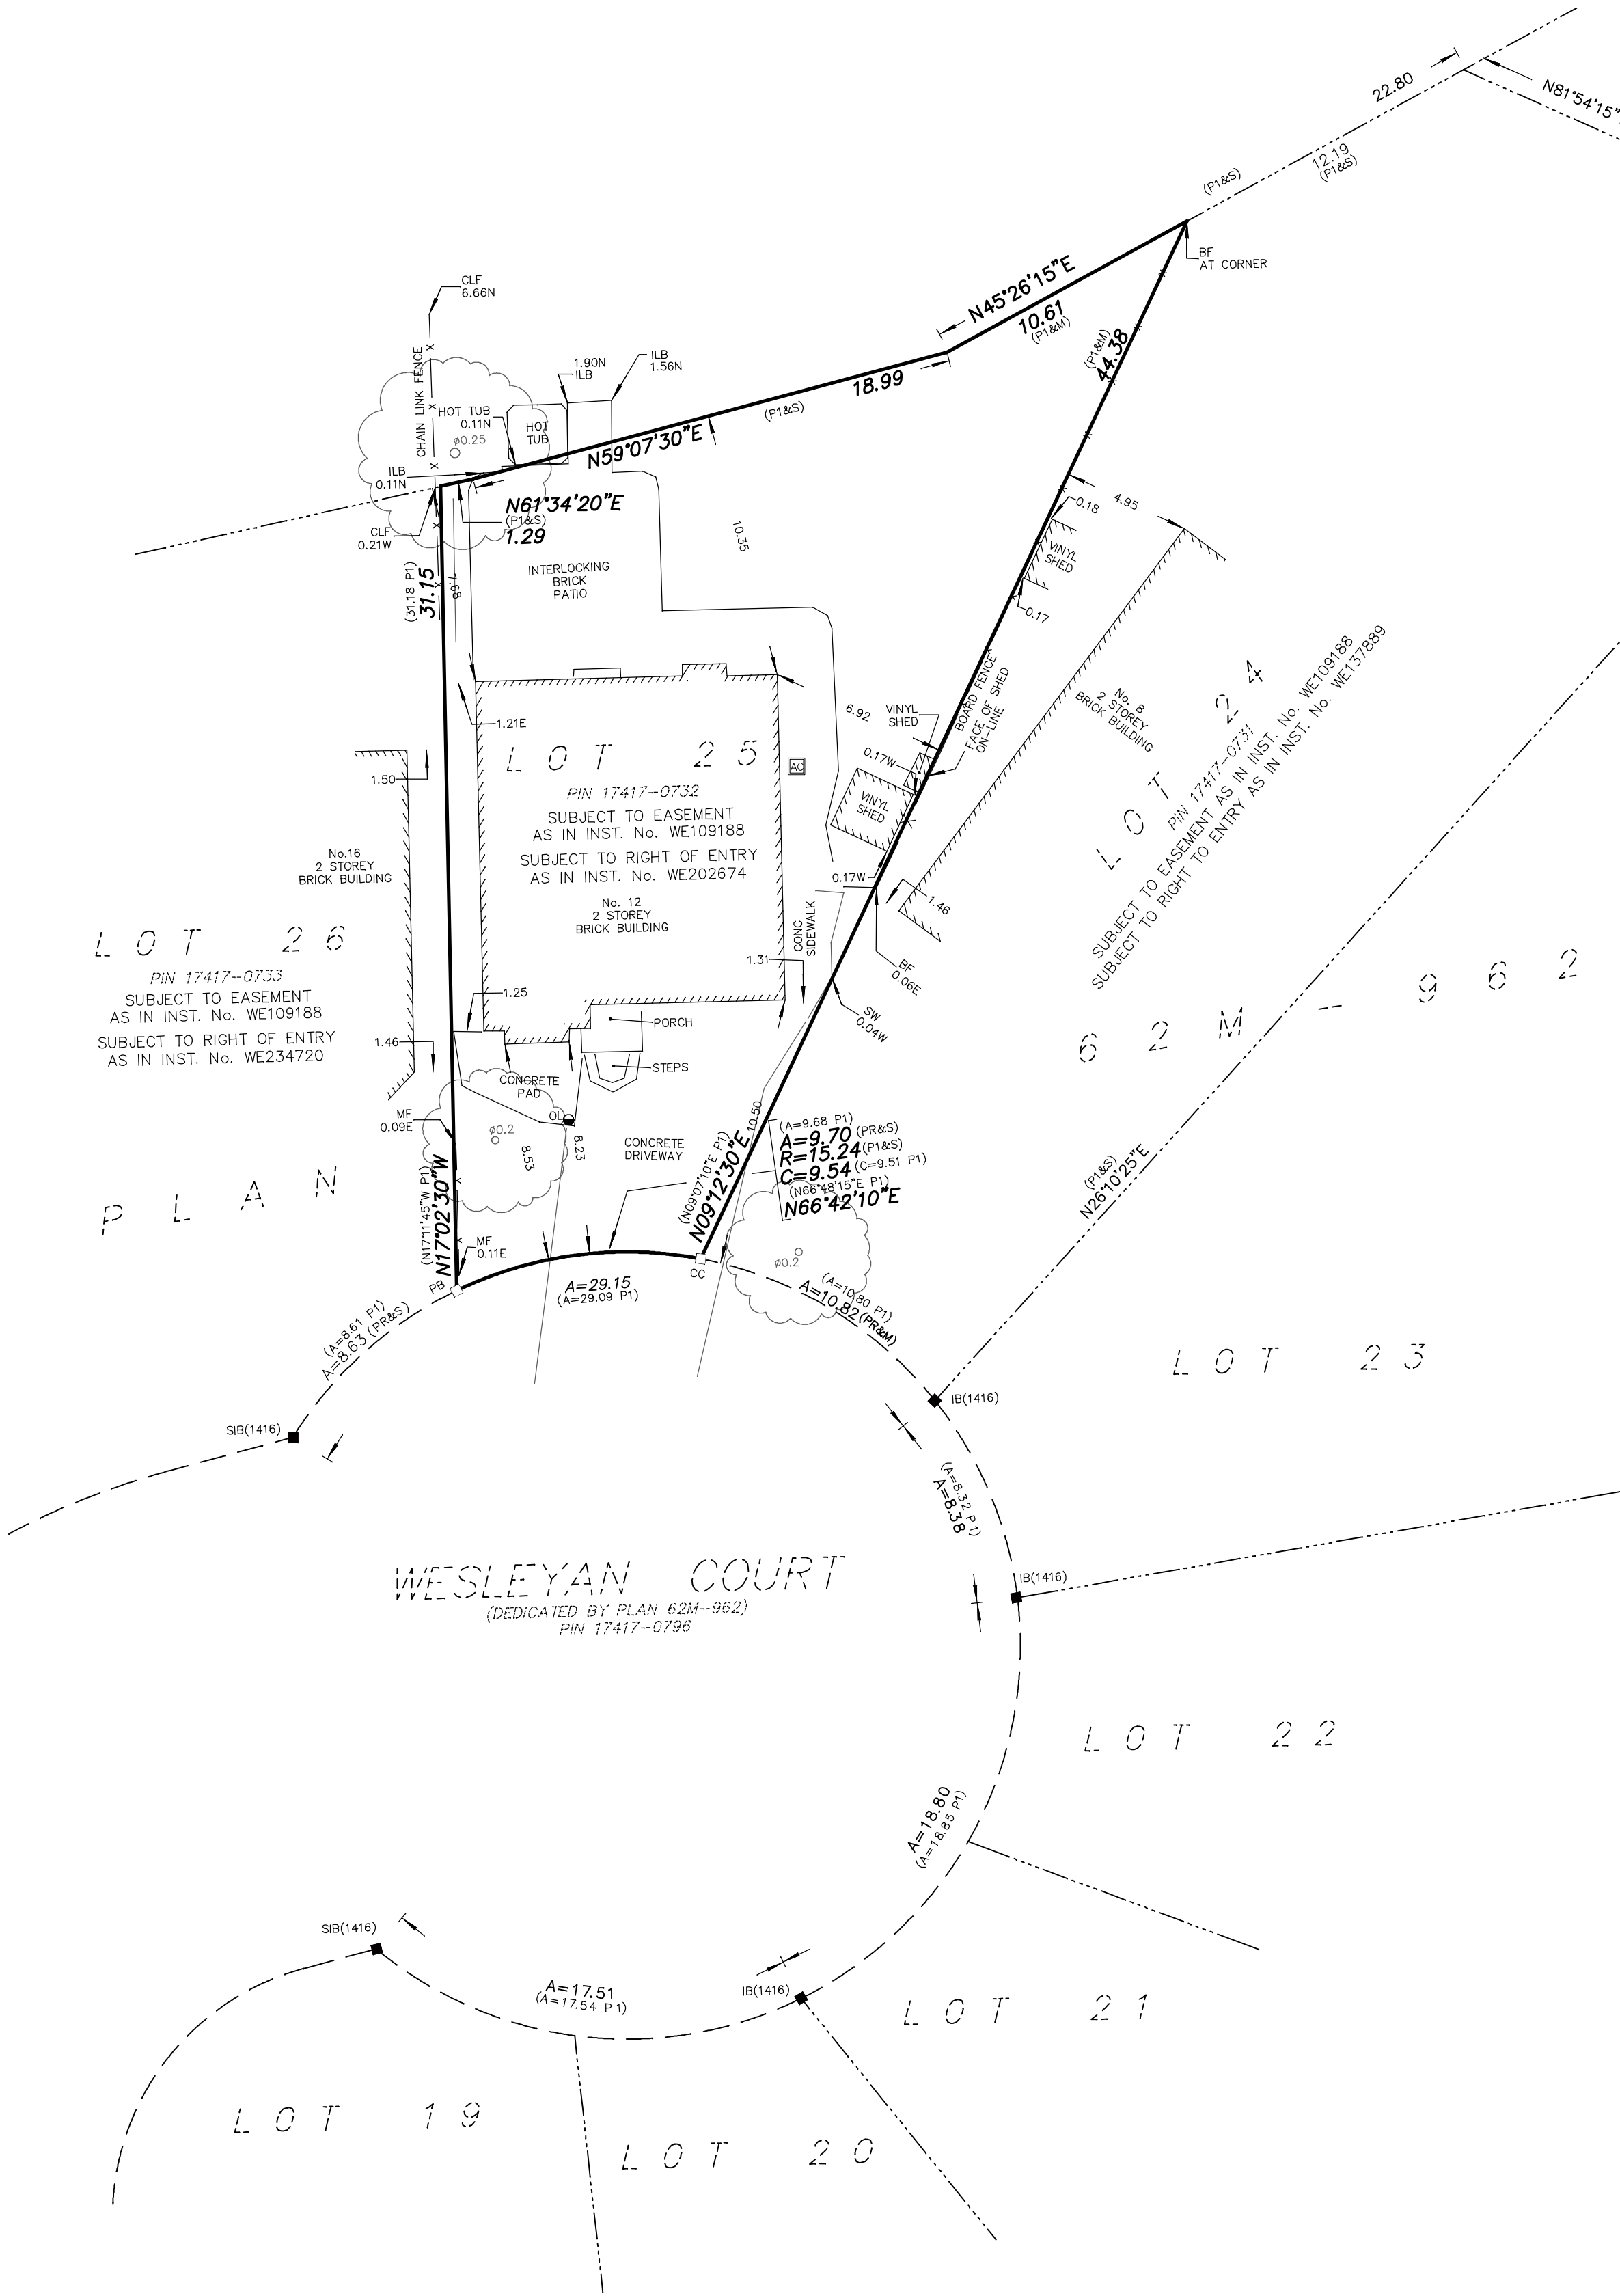 22.80
N81°54'15"
12.19
(P1&S)
(P1&S)
BF
AT CORNER
CLF
6.66N
N45°26'15"E
10.61
(P1&M)
(P1&M)
44.38
CHAIN LINK FENCE
1.90N
ILB
ILB
1.56N
18.99
(P1&S)
HOT TUB
0.11N
HOT
TUB
ø0.25
N59°07'30"E
ILB
0.11N
N61°34'20"E
(P1&S)
1.29
CLF
0.21W
10.35
4.95
0.18
VINYL
SHED
0.17
(31.18 P1)
31.15
7.68
INTERLOCKING
BRICK
PATIO
1.21E
6.92
VINYL
SHED
BOARD FENCE
FACE OF SHED
ON-LINE
No. 8
2 STOREY
BRICK BUILDING
LOT 24
PIN 17417-0731
SUBJECT TO EASEMENT AS IN INST. No. WE109188
SUBJECT TO RIGHT TO ENTRY AS IN INST. No. WE137889
LOT 25
PIN 17417-0732
SUBJECT TO EASEMENT
AS IN INST. No. WE109188
SUBJECT TO RIGHT OF ENTRY
AS IN INST. No. WE202674
No. 12
2 STOREY
BRICK BUILDING
AC
0.17W
VINYL
SHED
0.17W
1.50
No.16
2 STOREY
BRICK BUILDING
LOT 26
PIN 17417-0733
SUBJECT TO EASEMENT
AS IN INST. No. WE109188
SUBJECT TO RIGHT OF ENTRY
AS IN INST. No. WE234720
1.46
CONC
SIDEWALK
1.31
BF
0.06E
SW
0.04W
1.25
1.46
PORCH
STEPS
CONCRETE
PAD
OL
MF
0.09E
ø0.2
8.53
8.23
CONCRETE
DRIVEWAY
10.50
(N09°07'10"E P1)
N09°12'30"E
(A=9.68 P1)
A=9.70 (PR&S)
R=15.24 (P1&S)
C=9.54 (C=9.51 P1)
(N66°48'15"E P1)
N66°42'10"E
PLAN 62M-962
(N17°11'45"W P1)
N17°02'30"W
MF
0.11E
PB
CC
ø0.2
(P1&S)
N26°10'25"E
A=29.15
(A=29.09 P1)
(A=10.80 P1)
A=10.82 (PR&M)
(A=8.61 P1)
A=8.63 (PR&S)
LOT 23
SIB(1416)
IB(1416)
(A=8.32 P1)
A=8.38
WESLEYAN COURT
(DEDICATED BY PLAN 62M-962)
PIN 17417-0796
IB(1416)
LOT 22
A=18.80
(A=18.85 P1)
SIB(1416)
A=17.51
(A=17.54 P1)
IB(1416)
LOT 21
LOT 19
LOT 20